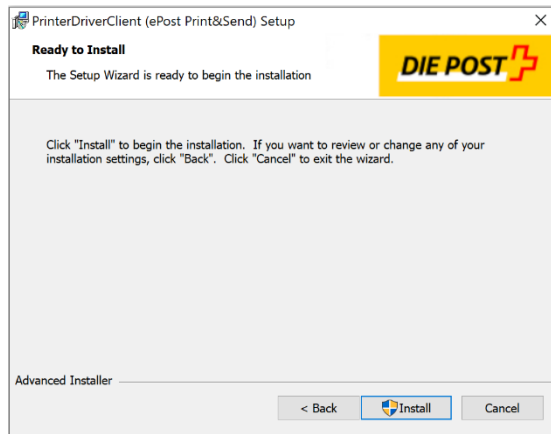 PrinterDriverClient (ePost Print&Send) Setup
Ready to Install
The Setup Wizard is ready to begin the installation
DIE POST
Click "Install" to begin the installation.  If you want to review or change any of your
installation settings, click "Back".  Click "Cancel" to exit the wizard.
Advanced Installer
< Back
Install
Cancel